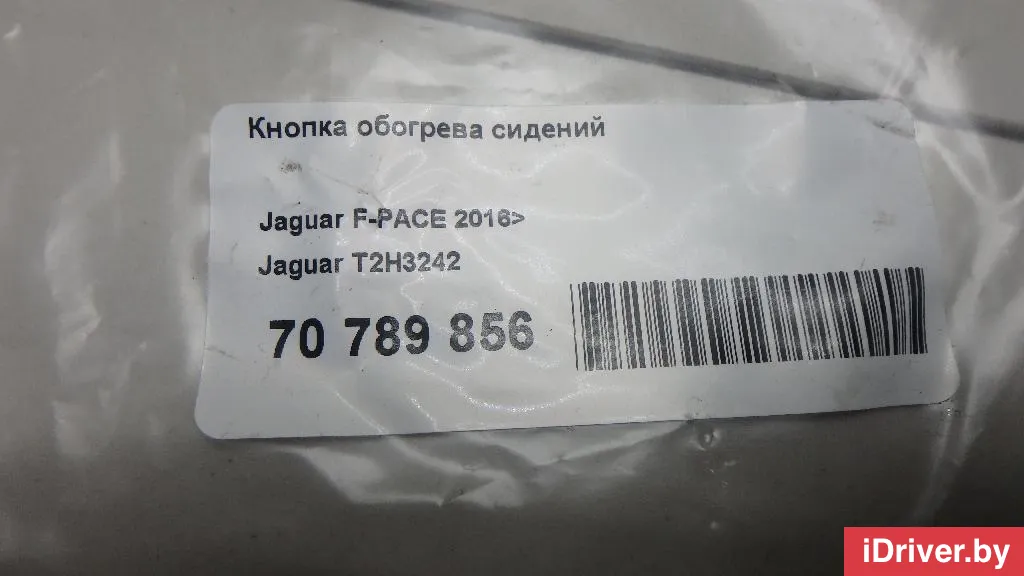 Кнопка обогрева сидений
Jaguar F-PACE 2016>
Jaguar T2H3242
70 789 856
iDriver.by